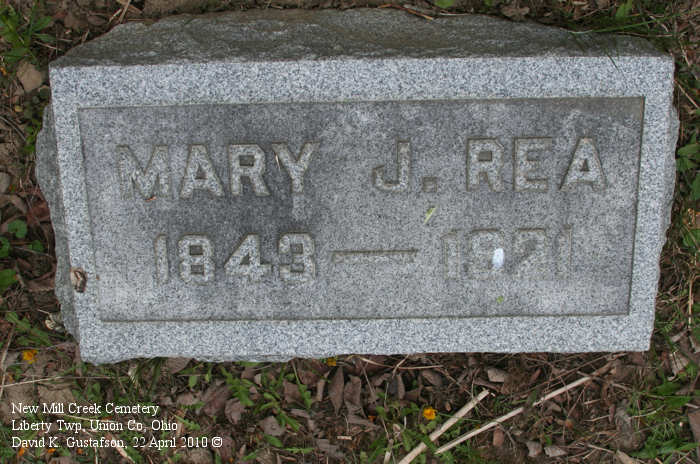 MARY J. REA
1843 — 1921
New Mill Creek Cemetery
Liberty Twp, Union Co, Ohio
David K. Gustafson, 22 April 2010 ©